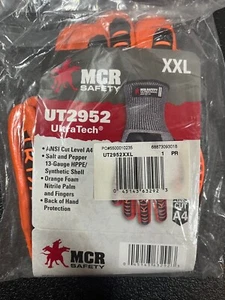 XXL
MCR
SAFETY
UT2952
UltraTech®
• ANSI Cut Level A4
• Salt and Pepper
13-Gauge HPPE/
Synthetic Shell
• Orange Foam
Nitrile Palm
and Fingers
• Back of Hand
Protection
UT2952XXL
1 PR
A4
MCR
SAFETY